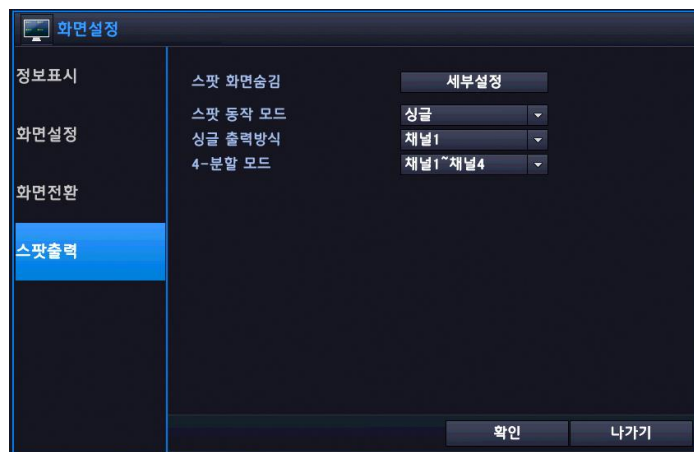 화면설정
정보표시
화면설정
화면전환
스팟출력
스팟 화면숨김 세부설정
스팟 동작 모드 싱글
싱글 출력방식 채널1
4-분할 모드 채널1~채널4
확인 나가기